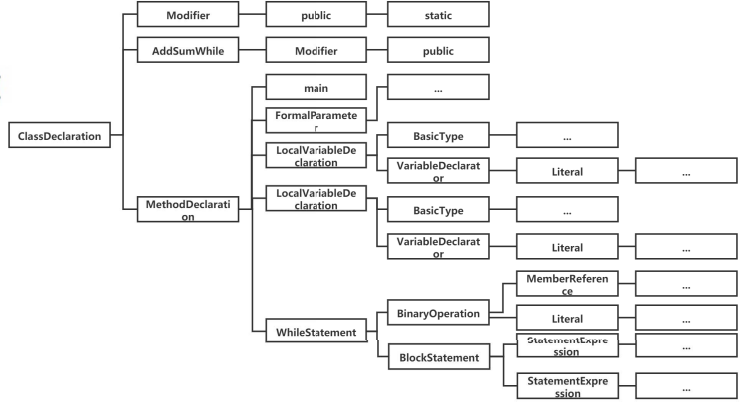 Modifier
public
static
AddSumWhile
Modifier
public
main
...
FormalParamete
r
ClassDeclaration
LocalVariableDe
claration
BasicType
...
VariableDeclarat
or
Literal
...
MethodDeclarati
on
LocalVariableDe
claration
BasicType
...
VariableDeclarat
or
Literal
...
MemberReferen
ce
...
BinaryOperation
Literal
...
WhileStatement
StatementExpre
ssion
...
BlockStatement
StatementExpre
ssion
...